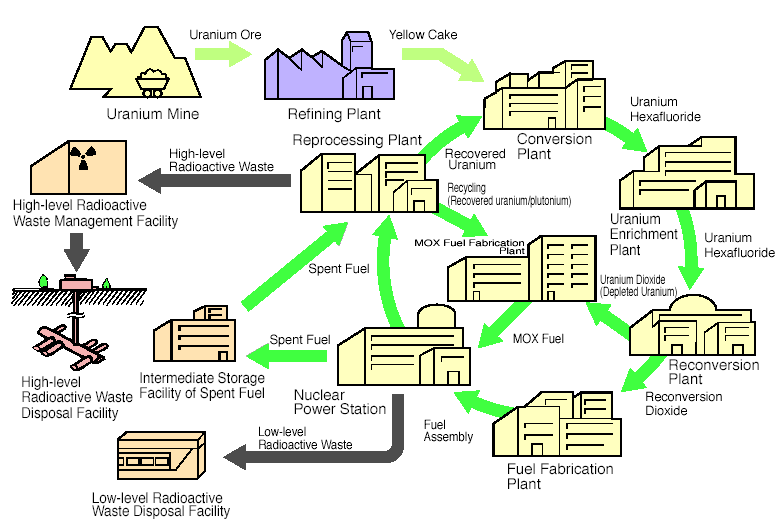 Uranium Ore
Yellow Cake
Uranium Mine
Refining Plant
Uranium
Hexafluoride
Reprocessing Plant
Conversion
Plant
High-level
Radioactive Waste
Recovered
Uranium
Recycling
(Recovered uranium/plutonium)
High-level Radioactive
Waste Management Facility
Uranium
Enrichment
Plant
Uranium
Hexafluoride
MOX Fuel Fabrication
Plant
Spent Fuel
Uranium Dioxide
(Depleted Uranium)
Spent Fuel
MOX Fuel
Reconversion
Plant
High-level
Radioactive Waste
Disposal Facility
Intermediate Storage
Facility of Spent Fuel
Nuclear
Power Station
Reconversion
Dioxide
Low-level
Radioactive Waste
Fuel
Assembly
Fuel Fabrication
Plant
Low-level Radioactive
Waste Disposal Facility